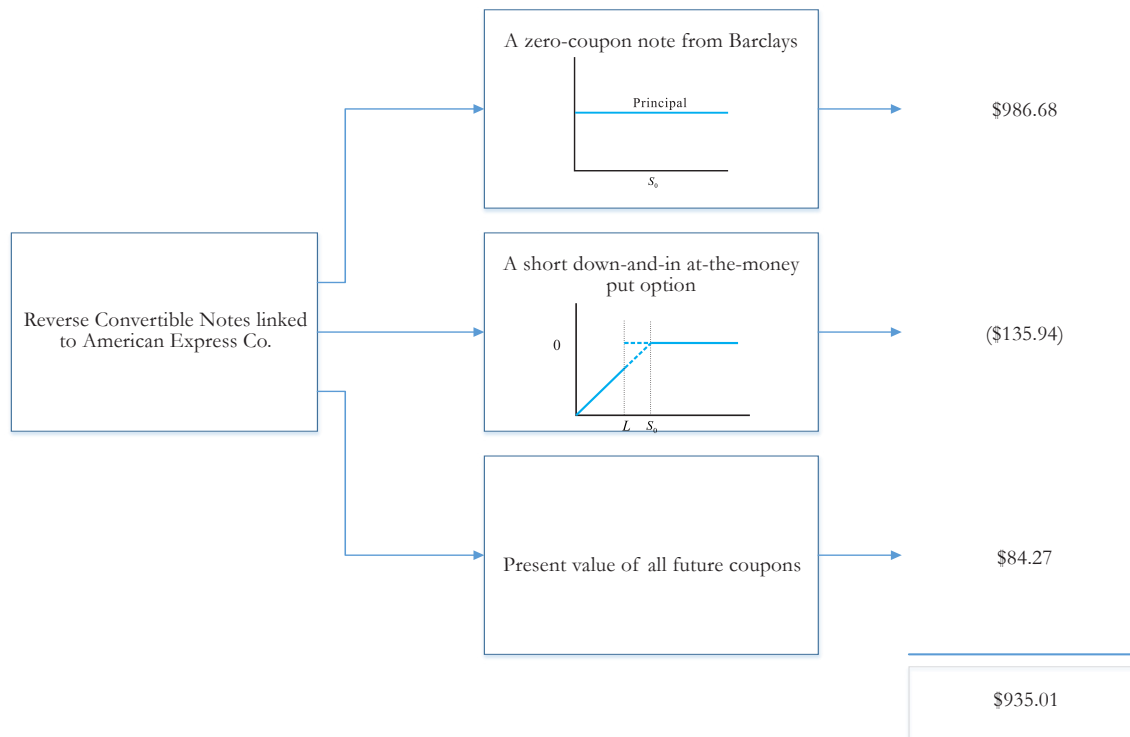 A zero-coupon note from Barclays
Principal
S₀
$986.68
Reverse Convertible Notes linked
to American Express Co.
A short down-and-in at-the-money
put option
0
L S₀
($135.94)
Present value of all future coupons
$84.27
$935.01